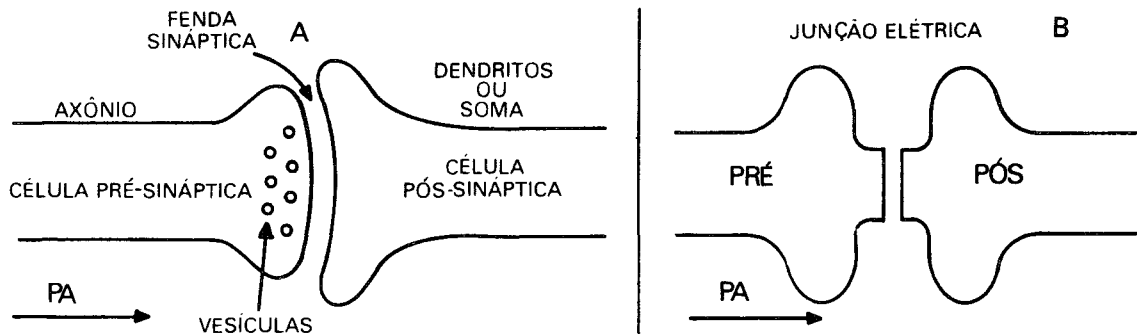 FENDA
SINÁPTICA
A
AXÔNIO
DENDRITOS
OU
SOMA
CÉLULA PRÉ-SINÁPTICA
CÉLULA
PÓS-SINÁPTICA
PA
VESÍCULAS
JUNÇÃO ELÉTRICA
B
PRÉ
PÓS
PA